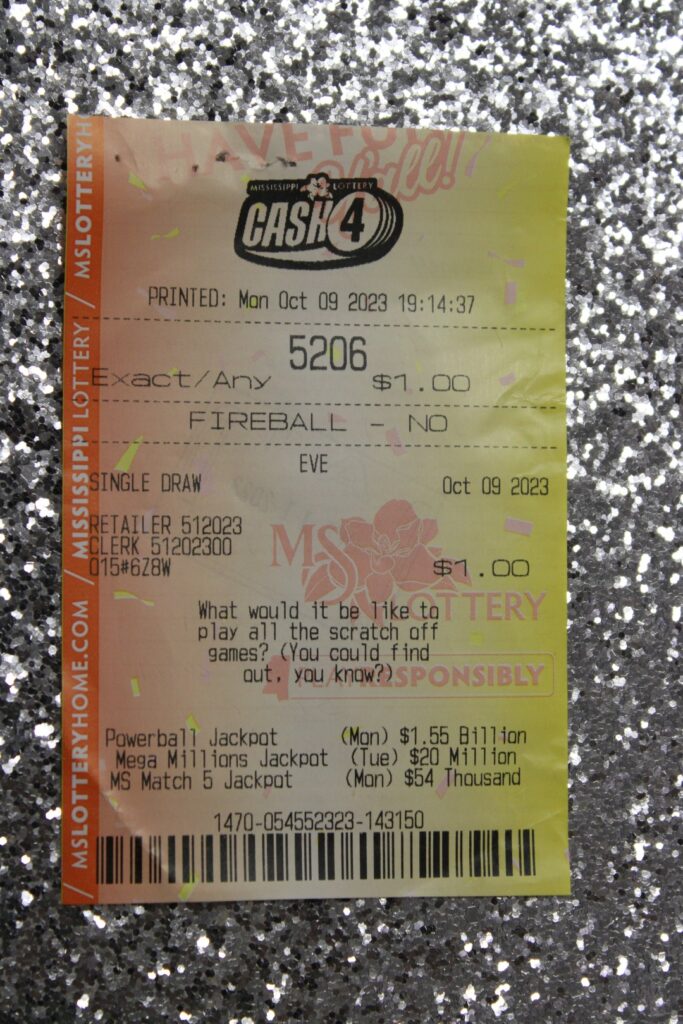 HAVE FUN
Y'all!
MISSISSIPPI LOTTERY
CASH 4
PRINTED: Mon Oct 09 2023 19:14:37
5206
Exact/Any $1.00
FIREBALL - NO
EVE
SINGLE DRAW Oct 09 2023
RETAILER 512023
CLERK 51202300
015#6Z8W $1.00
MS LOTTERY
What would it be like to
play all the scratch off
games? (You could find
out, you know?)
PLAY RESPONSIBLY
Powerball Jackpot (Mon) $1.55 Billion
Mega Millions Jackpot (Tue) $20 Million
MS Match 5 Jackpot (Mon) $54 Thousand
1470-054552323-143150
/ MSLOTTERYHOME.COM / MISSISSIPPI LOTTERY / MSLOTTERYH